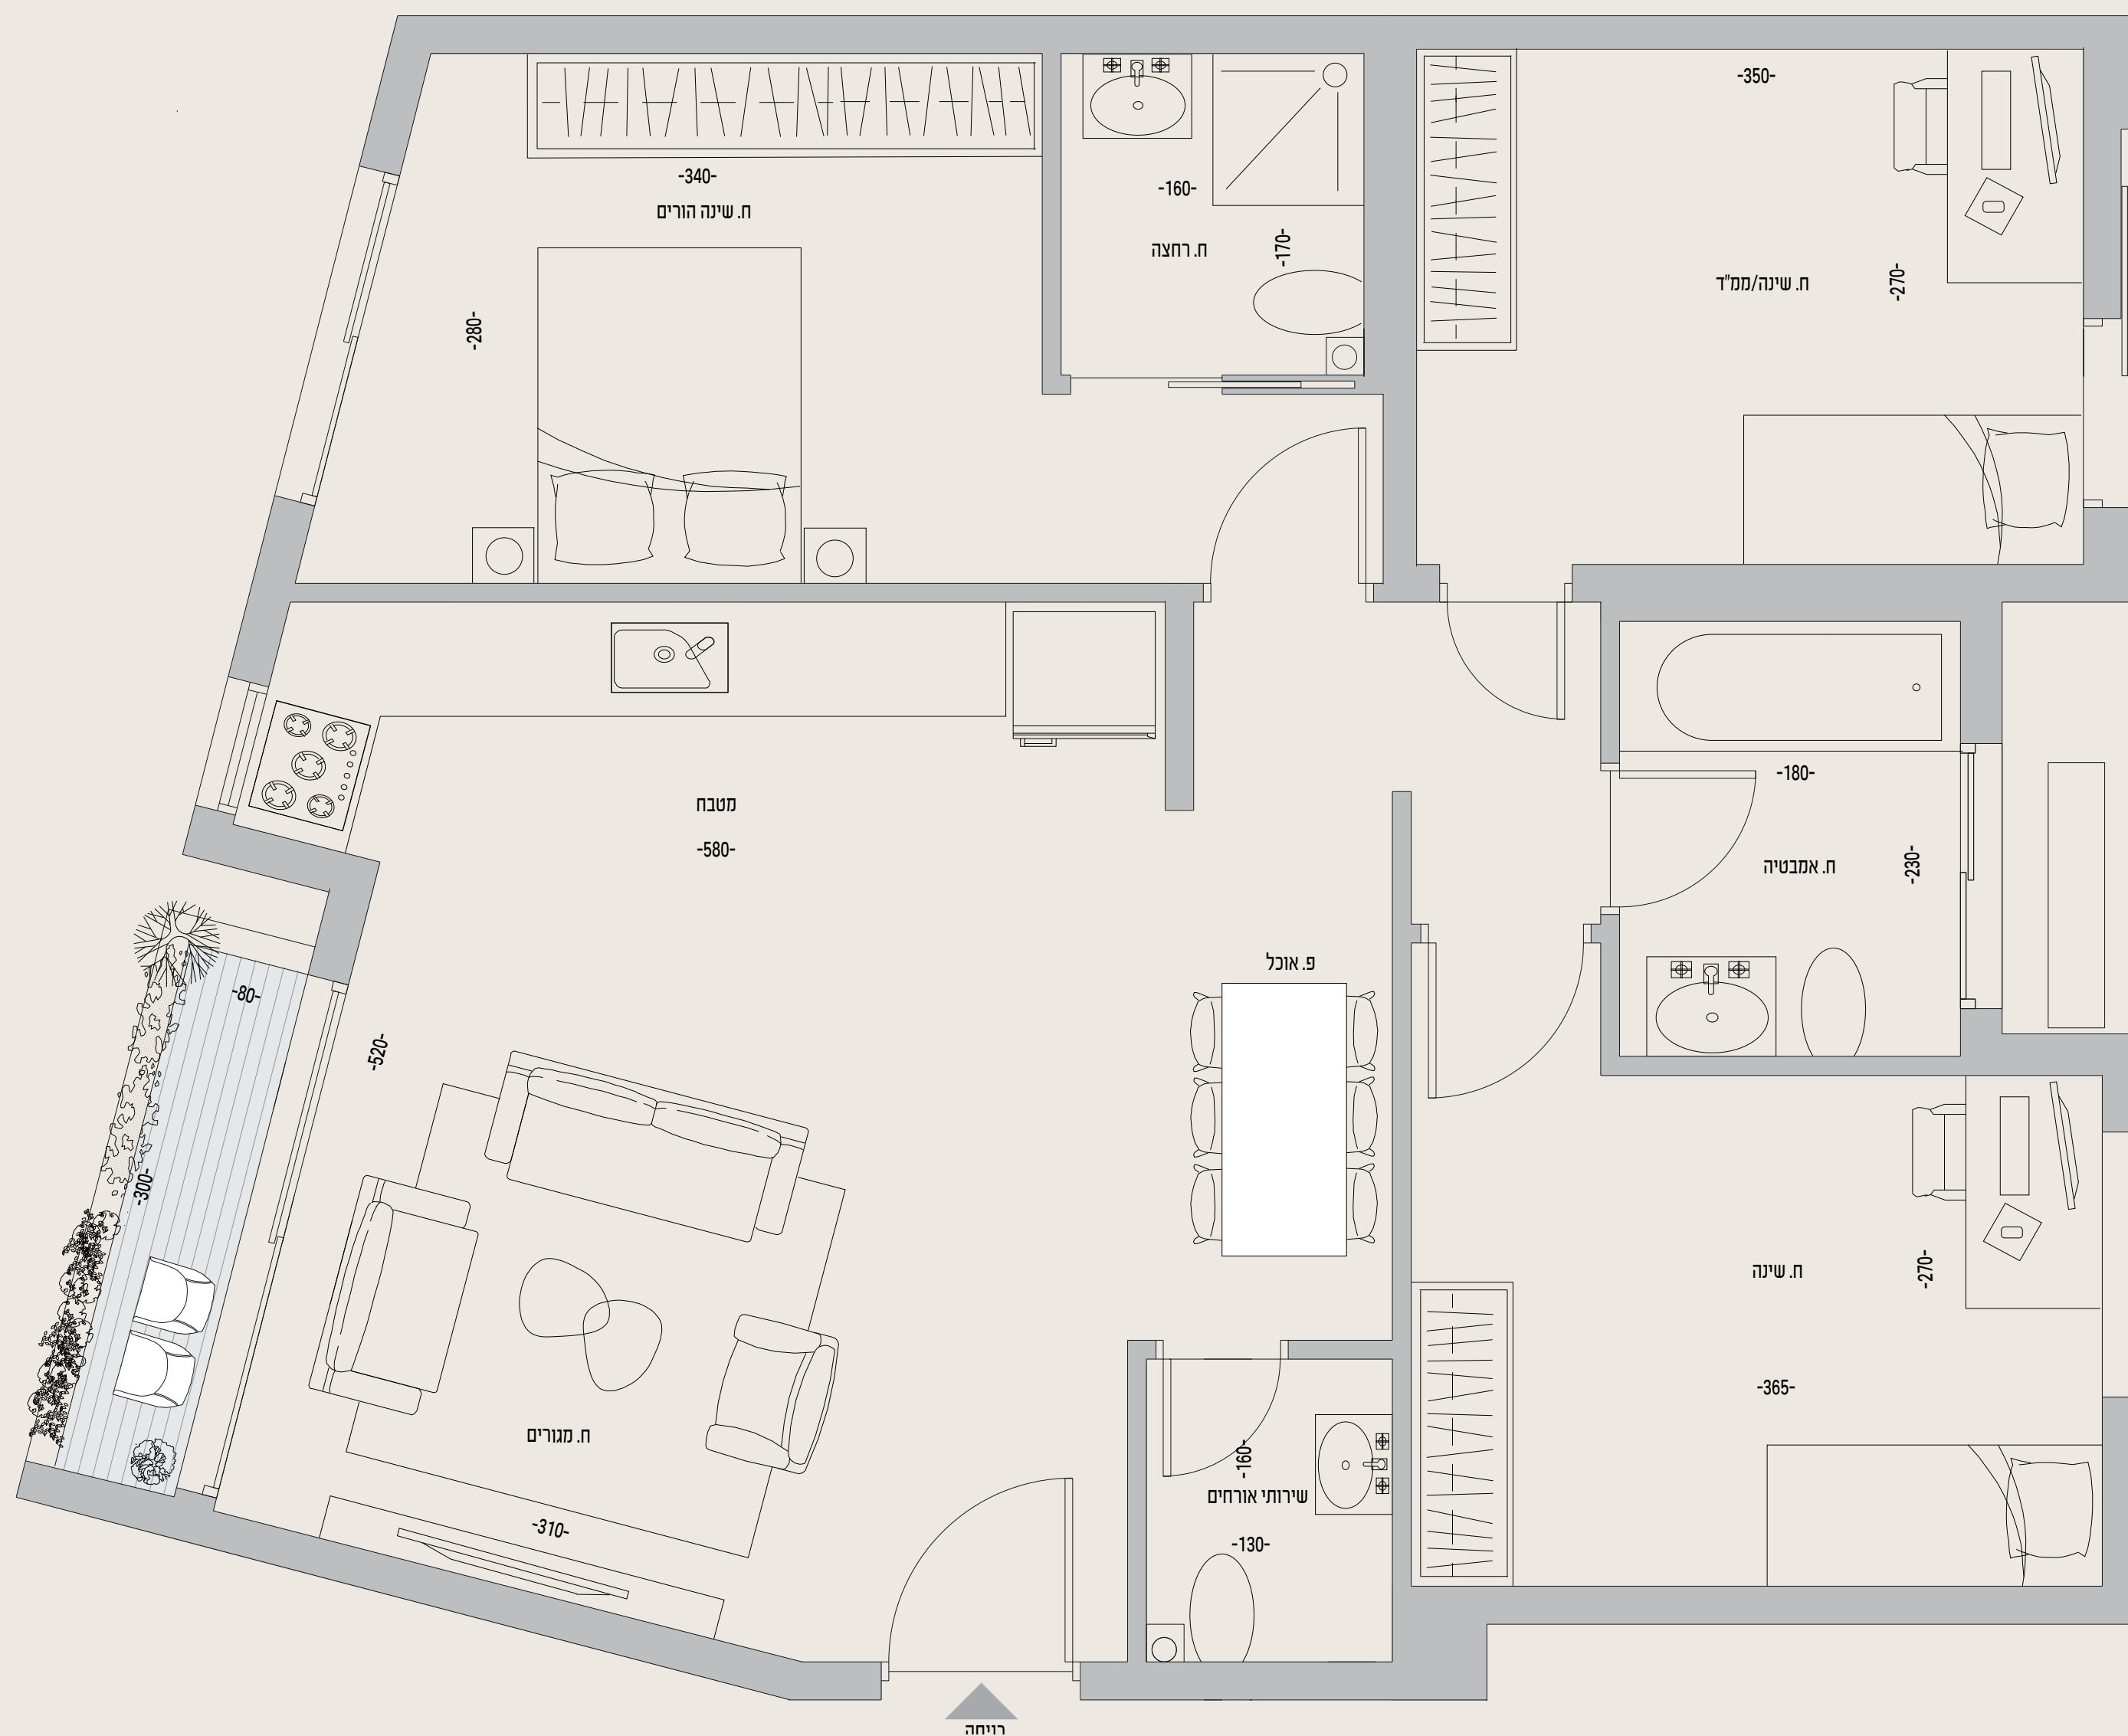 -350-
-340-
ח. שינה הורים
-160-
ח. רחצה
-170-
ח. שינה/ממ"ד
-270-
-280-
-180-
מטבח
-580-
ח. אמבטיה
-230-
פ. אוכל
-80-
-520-
-300-
ח. שינה
-270-
-365-
ח. מגורים
-160-
שירותי אורחים
-310-
-130-